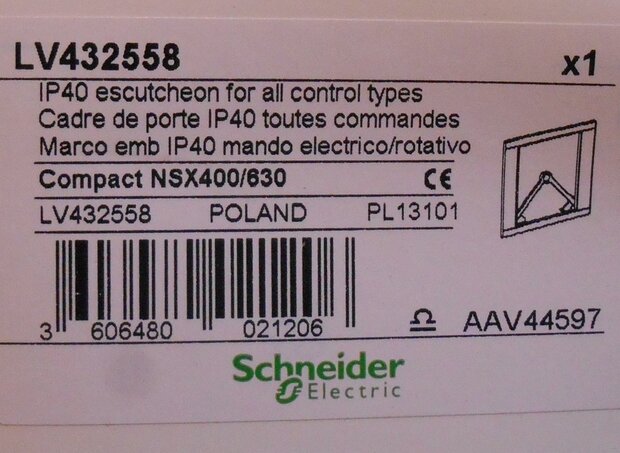 LV432558 x1
IP40 escutcheon for all control types
Cadre de porte IP40 toutes commandes
Marco emb IP40 mando electrico/rotativo
Compact NSX400/630 CE
LV432558 POLAND PL13101
3 606480 021206 AAV44597
Schneider
Electric